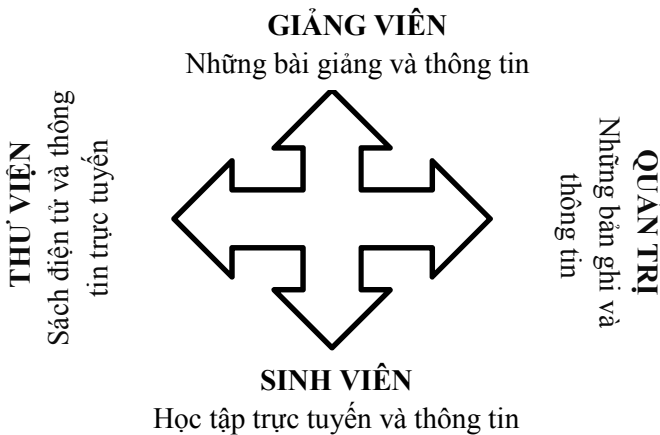 GIẢNG VIÊN
Những bài giảng và thông tin
THƯ VIỆN
Sách điện tử và thông
tin trực tuyến
QUẢN TRỊ
Những bản ghi và
thông tin
SINH VIÊN
Học tập trực tuyến và thông tin